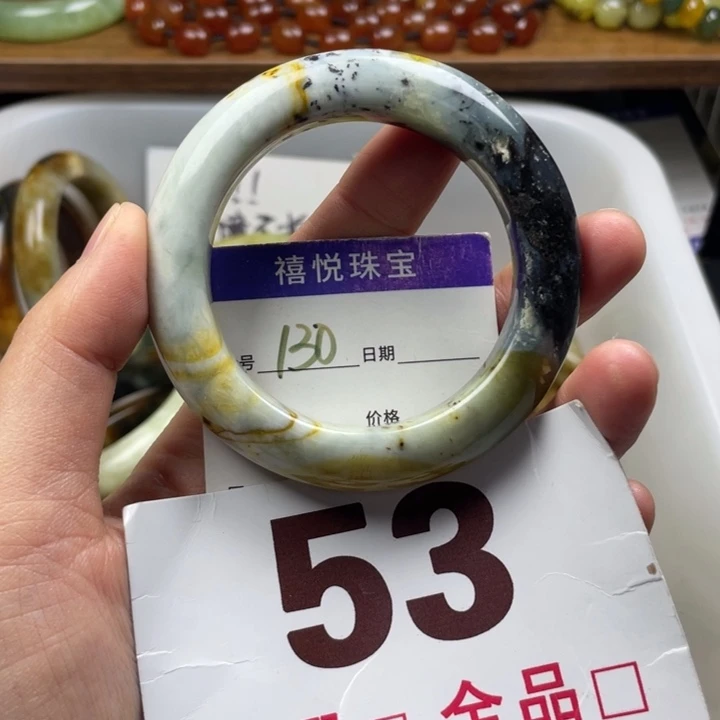 !!
禧悦珠宝
号 130 日期
价格
53
全品□